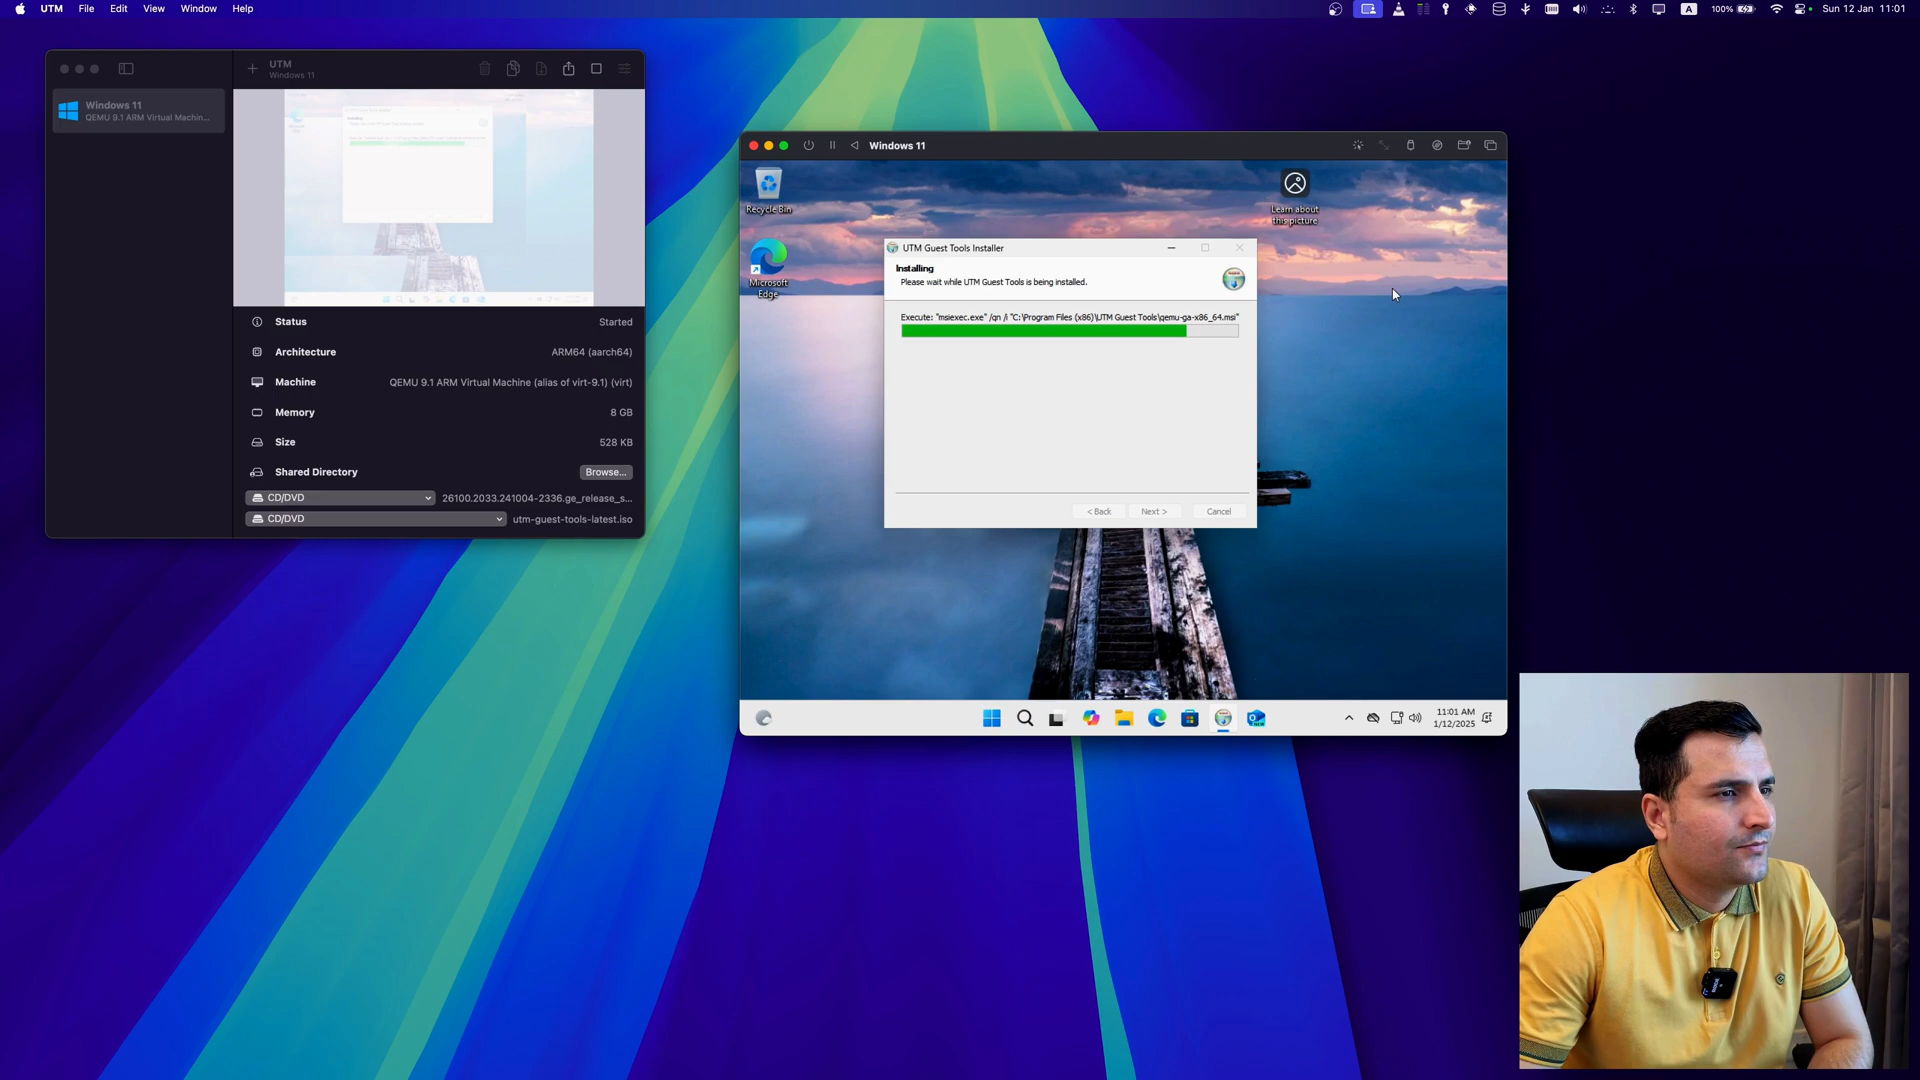 UTM File Edit View Window Help
A 100% Sun 12 Jan 11:01
UTM
Windows 11
Windows 11
QEMU 9.1 ARM Virtual Machin...
Status Started
Architecture ARM64 (aarch64)
Machine QEMU 9.1 ARM Virtual Machine (alias of virt-9.1) (virt)
Memory 8 GB
Size 528 KB
Shared Directory Browse...
CD/DVD 26100.2033.241004-2336.ge_release_s...
CD/DVD utm-guest-tools-latest.iso
Windows 11
Recycle Bin
Learn about
this picture
Microsoft
Edge
UTM Guest Tools Installer
Installing
Please wait while UTM Guest Tools is being installed.
Execute: "msiexec.exe" /qn /i "C:\Program Files (x86)\UTM Guest Tools\qemu-ga-x86_64.msi"
< Back Next > Cancel
11:01 AM
1/12/2025